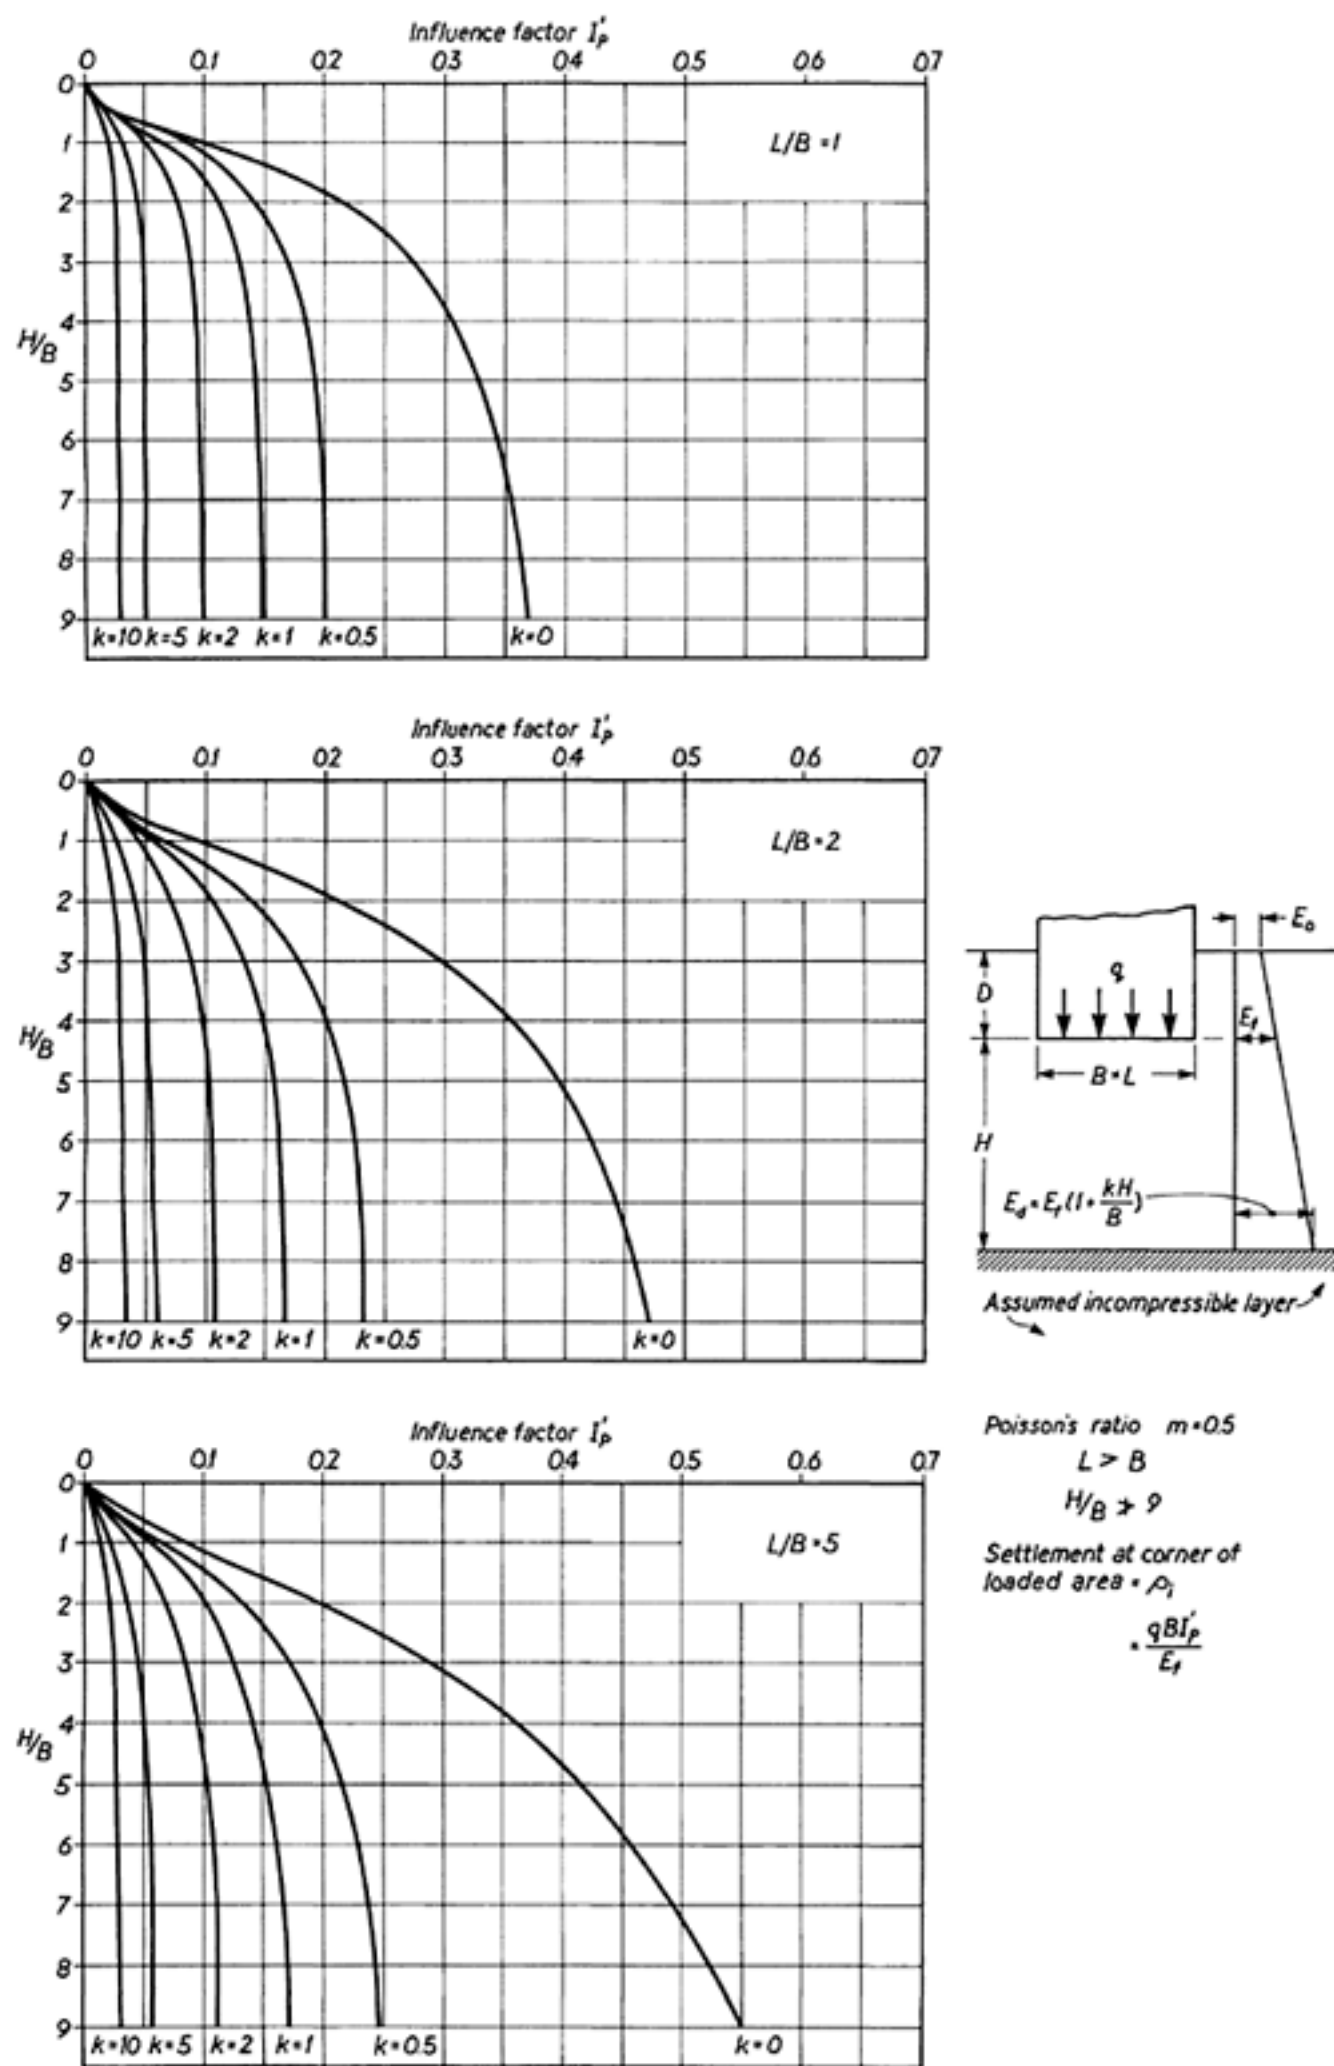 Influence factor I'ρ
0 0.1 0.2 0.3 0.4 0.5 0.6 0.7
0
L/B = 1
1
2
3
H/B
4
5
6
7
8
9
k=10 k=5 k=2 k=1 k=0.5 k=0
Influence factor I'ρ
0 0.1 0.2 0.3 0.4 0.5 0.6 0.7
0
L/B = 2
1
2
3
H/B
4
5
6
7
8
9
k=10 k=5 k=2 k=1 k=0.5 k=0
Influence factor I'ρ
0 0.1 0.2 0.3 0.4 0.5 0.6 0.7
0
L/B = 5
1
2
3
H/B
4
5
6
7
8
9
k=10 k=5 k=2 k=1 k=0.5 k=0
E₀
q
D
E_f
B × L
H
E_d = E_f (1 + kH/B)
Assumed incompressible layer
Poisson's ratio m = 0.5
L > B
H/B ≯ 9
Settlement at corner of
loaded area = ρᵢ
= qBI'ρ / E_f